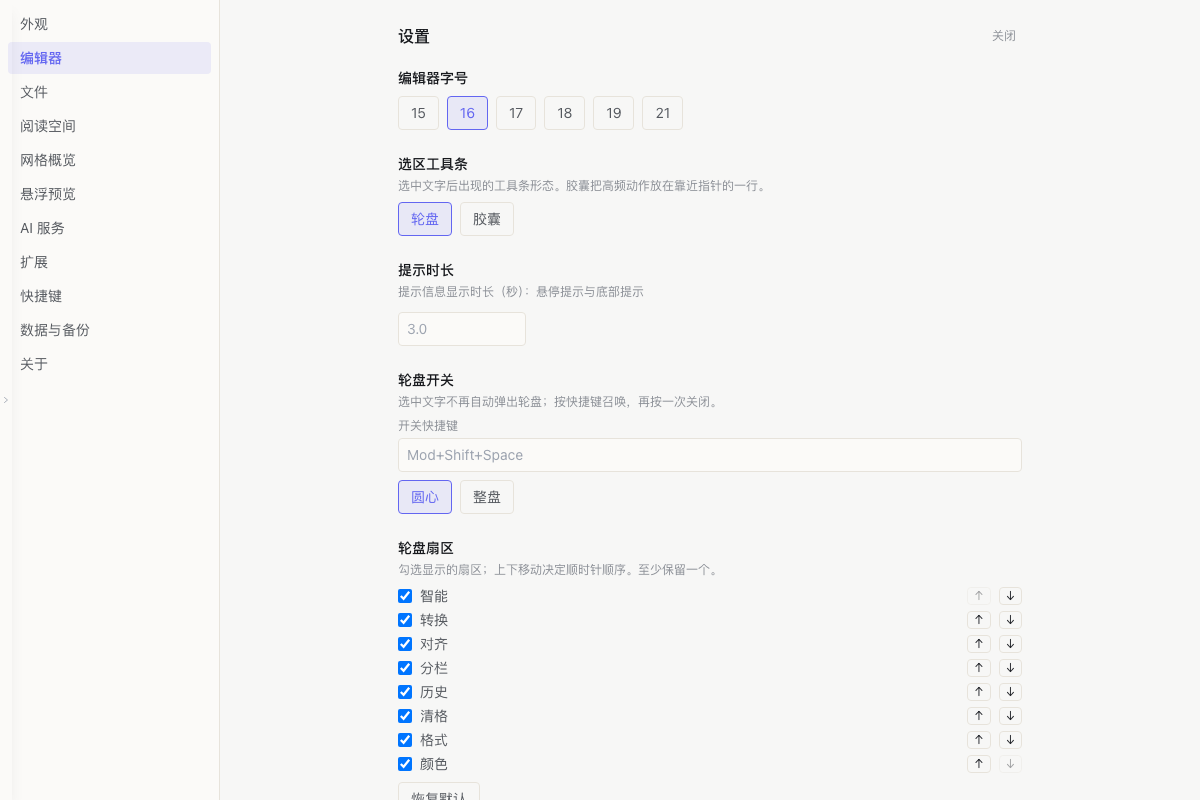 外观
编辑器
文件
阅读空间
网格概览
悬浮预览
AI 服务
扩展
快捷键
数据与备份
关于
设置
关闭
编辑器字号
15 16 17 18 19 21
选区工具条
选中文字后出现的工具条形态。胶囊把高频动作放在靠近指针的一行。
轮盘 胶囊
提示时长
提示信息显示时长（秒）：悬停提示与底部提示
3.0
轮盘开关
选中文字不再自动弹出轮盘；按快捷键召唤，再按一次关闭。
开关快捷键
Mod+Shift+Space
圆心 整盘
轮盘扇区
勾选显示的扇区；上下移动决定顺时针顺序。至少保留一个。
智能 ↑ ↓
转换 ↑ ↓
对齐 ↑ ↓
分栏 ↑ ↓
历史 ↑ ↓
清格 ↑ ↓
格式 ↑ ↓
颜色 ↑ ↓
恢复默认